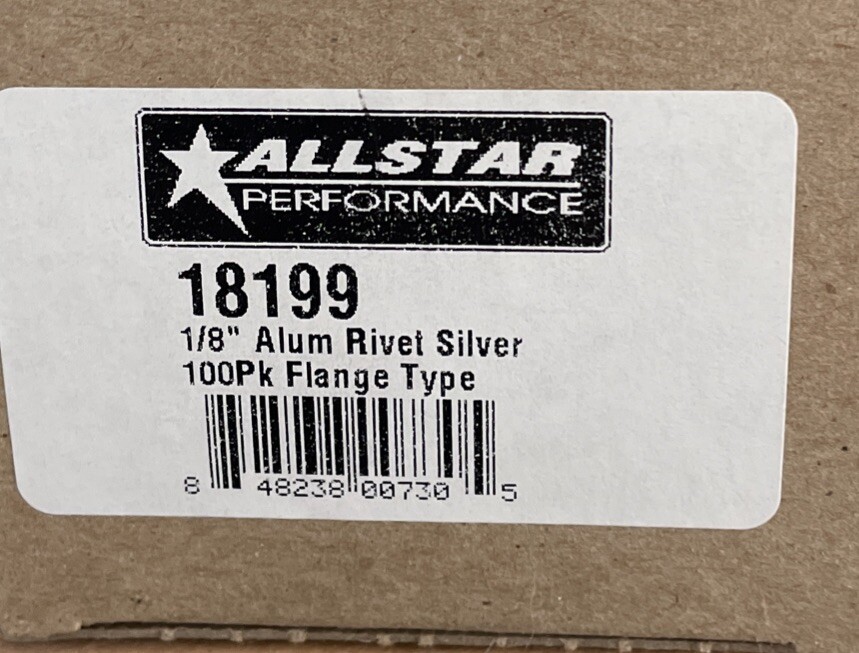 ALLSTAR
PERFORMANCE
18199
1/8" Alum Rivet Silver
100Pk Flange Type
8 48238 00730 5